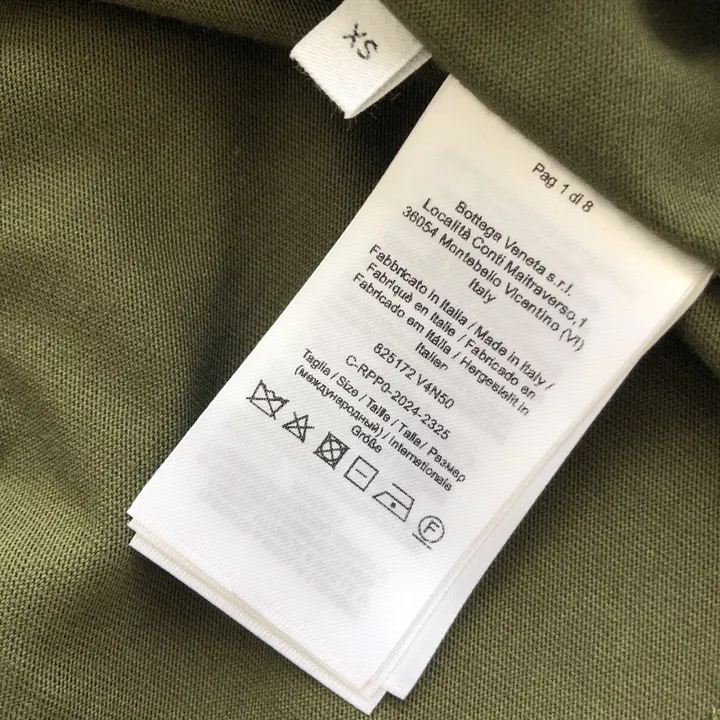 XS
Pag 1 di 8
Bottega Veneta s.r.l.
Località Conti Maltraverso,1
36054 Montebello Vicentino (VI)
Italy
Fabbricato in Italia / Made in Italy /
Fabriqué en Italie / Fabricado en
Fabricado em Itália / Hergestellt in
Italien
825172 V4N50
C-RPP0-2024-2325
Taglia / Size / Taille / Talla / Размер
(международный) / Internationale
Größe
F